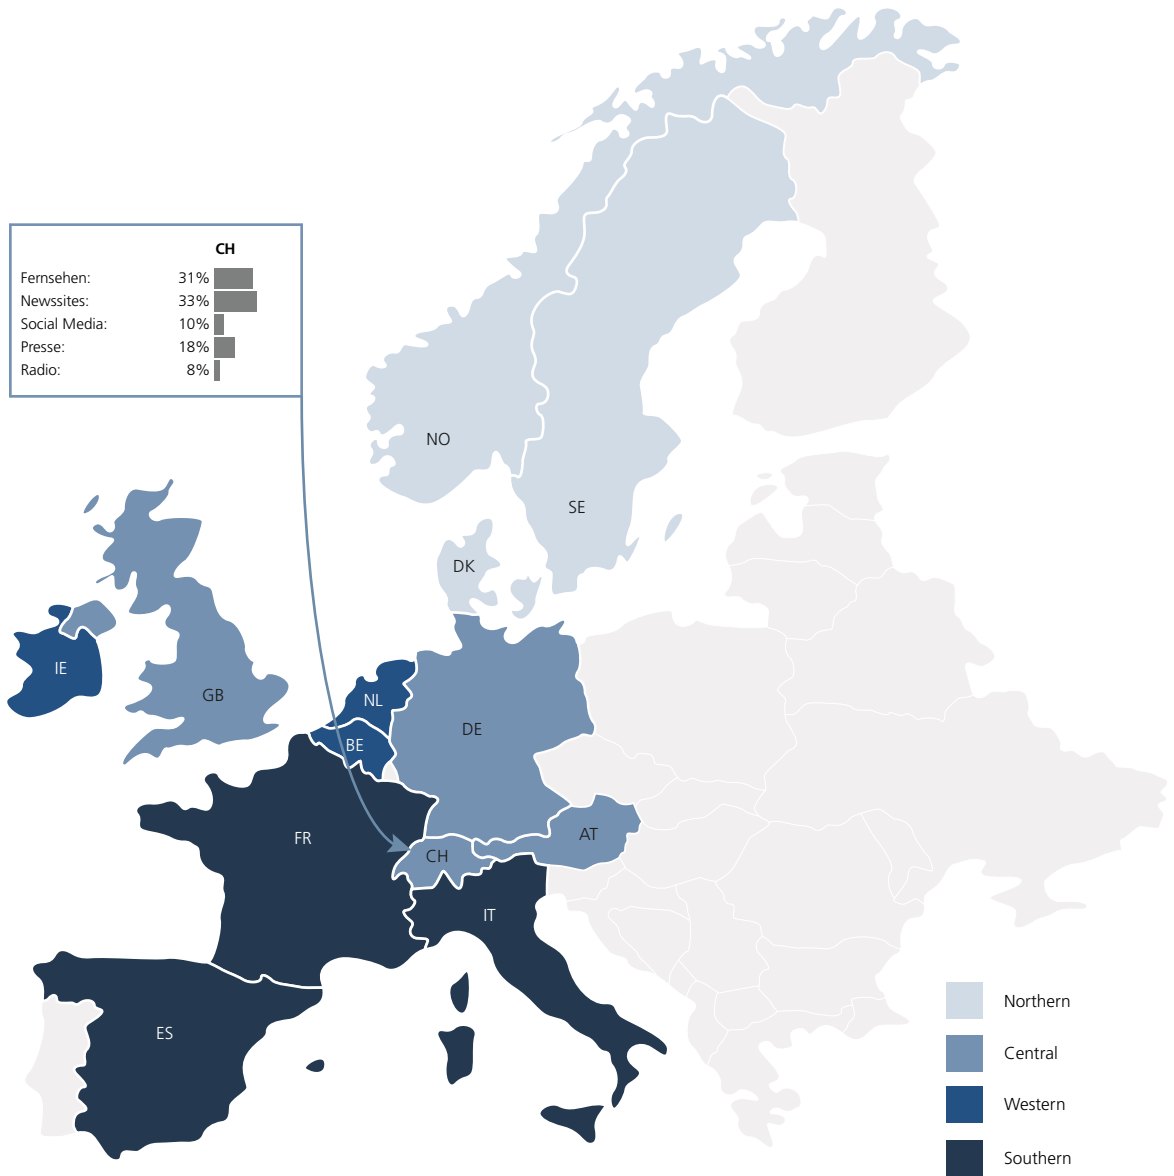 CH
Fernsehen: 31%
Newssites: 33%
Social Media: 10%
Presse: 18%
Radio: 8%
NO
SE
DK
IE
GB
NL
DE
BE
FR
AT
CH
IT
ES
Northern
Central
Western
Southern